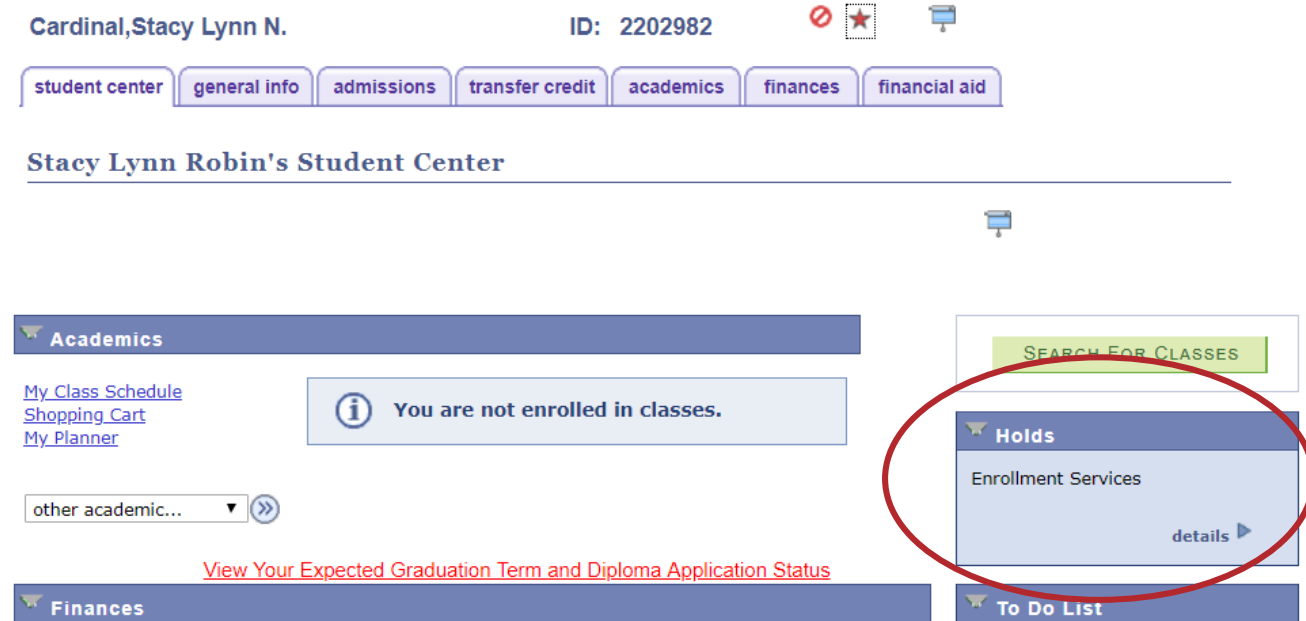 Cardinal,Stacy Lynn N. ID: 2202982
student center general info admissions transfer credit academics finances financial aid
Stacy Lynn Robin's Student Center
Academics
My Class Schedule
Shopping Cart
My Planner
You are not enrolled in classes.
other academic...
View Your Expected Graduation Term and Diploma Application Status
Finances
SEARCH FOR CLASSES
Holds
Enrollment Services
details
To Do List